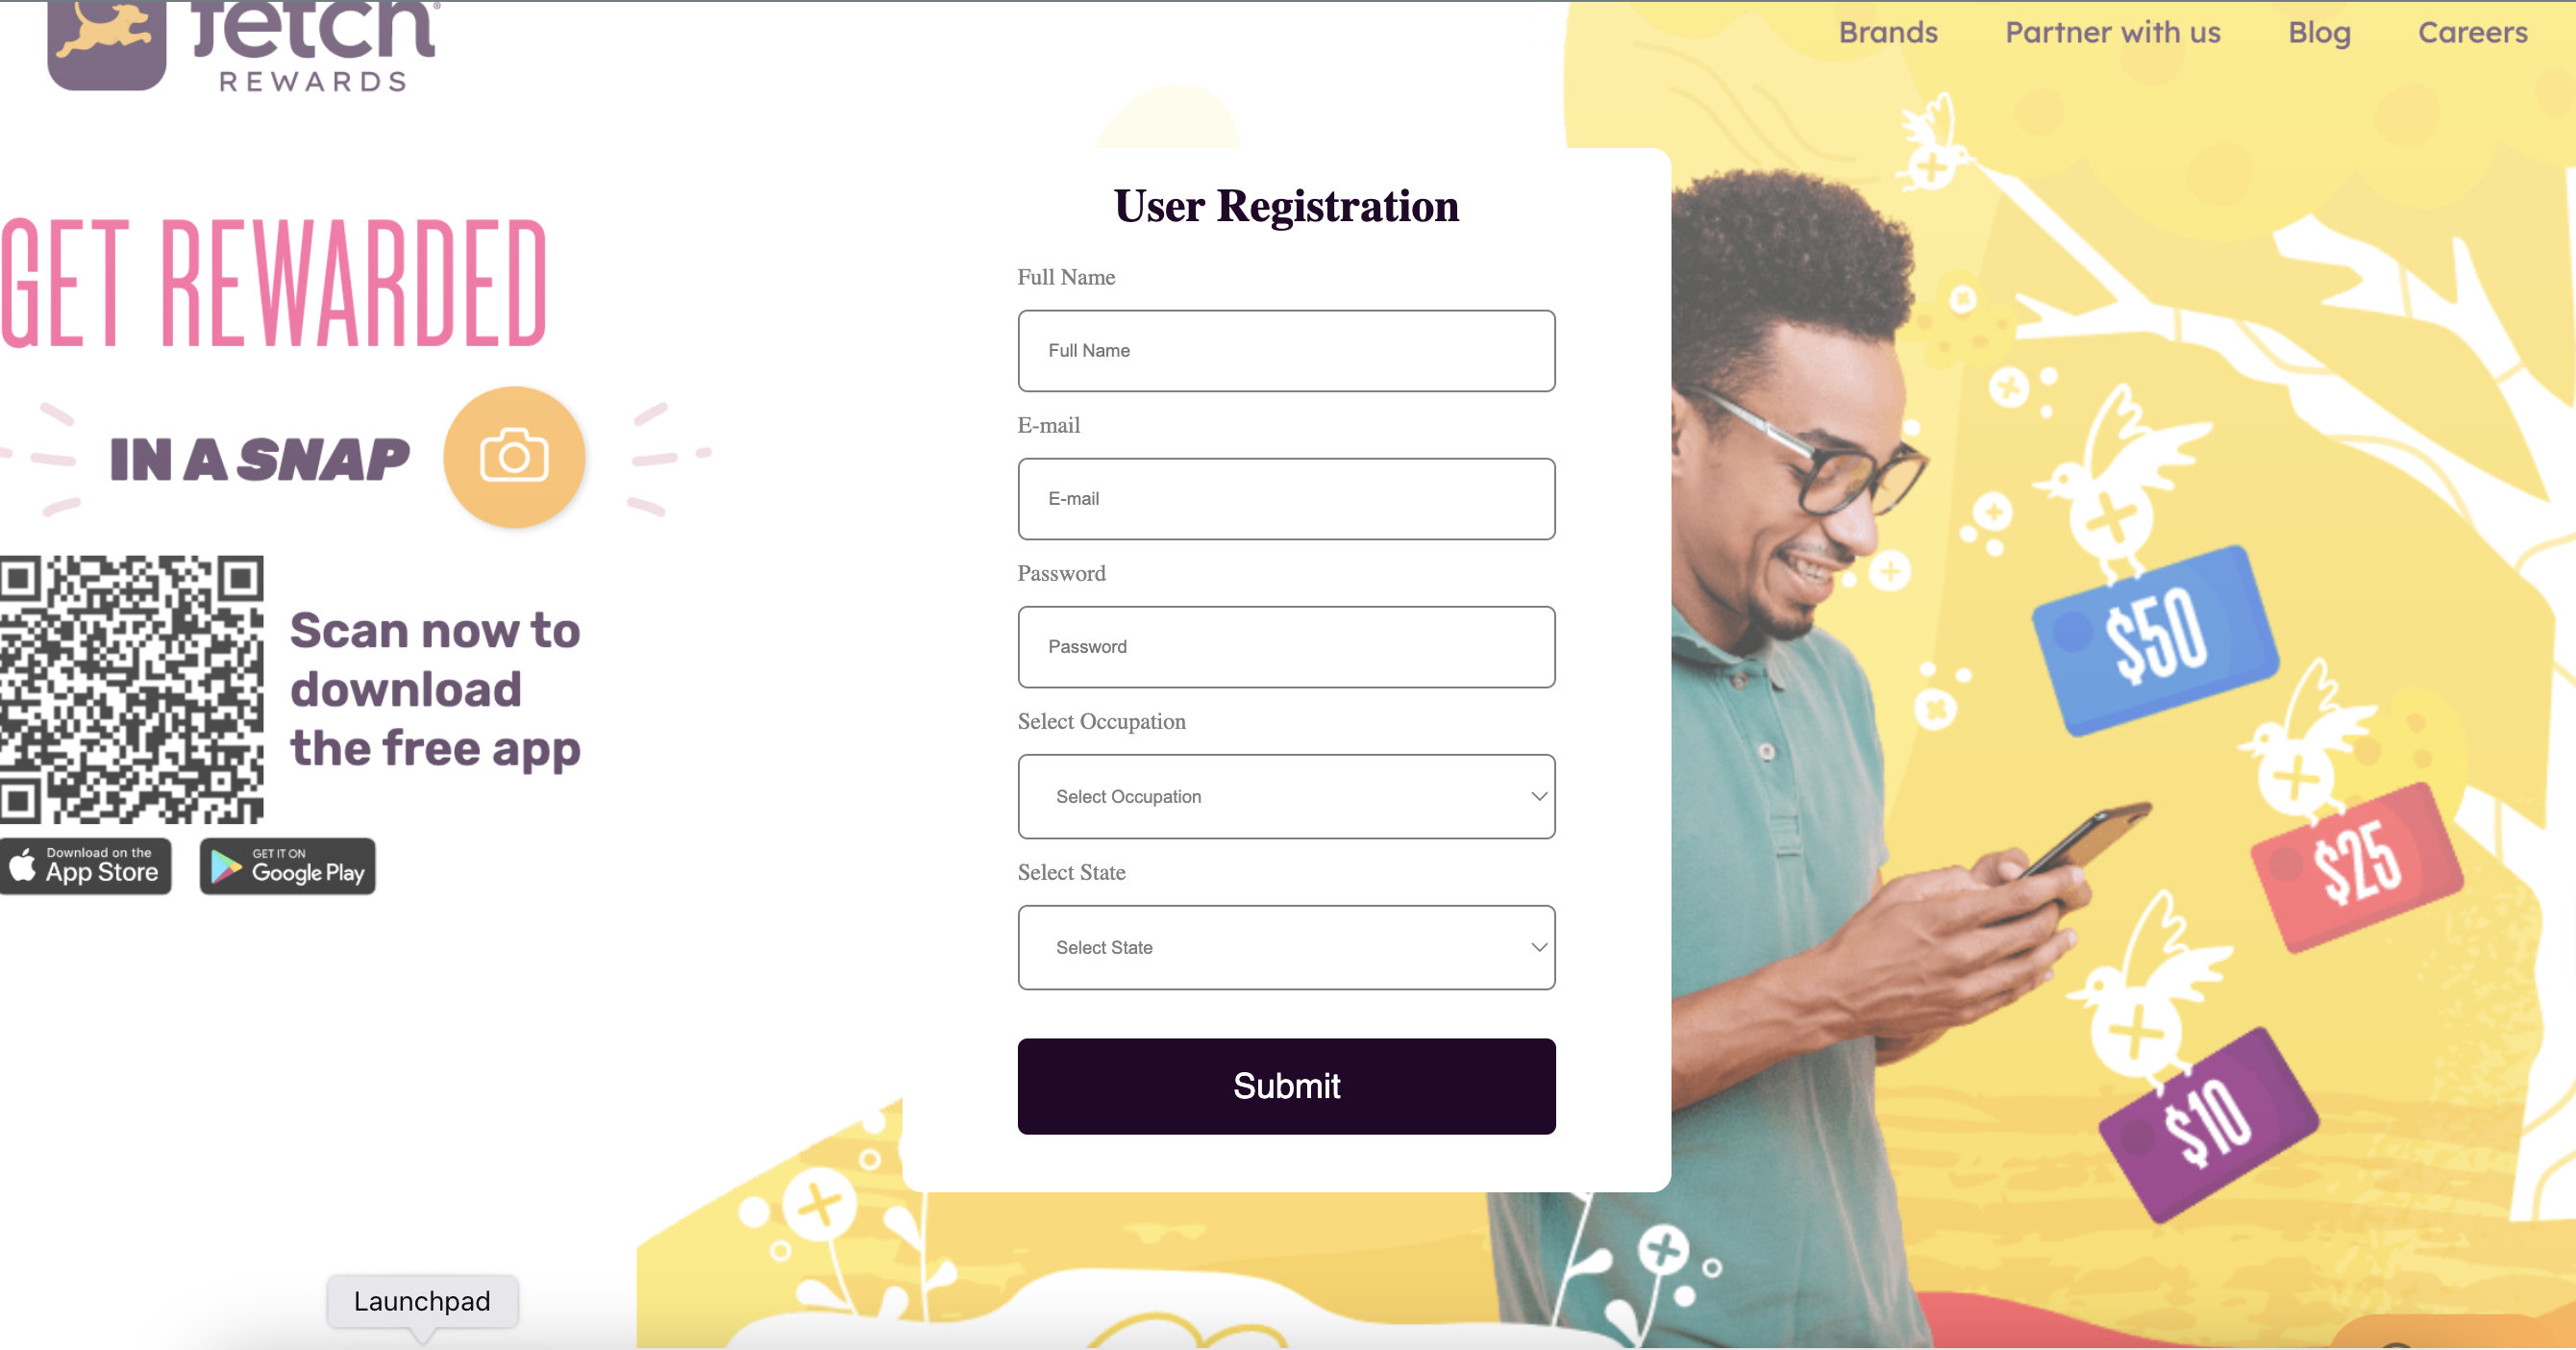 fetch
REWARDS
Brands
Partner with us
Blog
Careers
GET REWARDED
IN A SNAP
Scan now to
download
the free app
Download on the
App Store
GET IT ON
Google Play
User Registration
Full Name
Full Name
E-mail
E-mail
Password
Password
Select Occupation
Select Occupation
Select State
Select State
Submit
$50
$25
$10
Launchpad